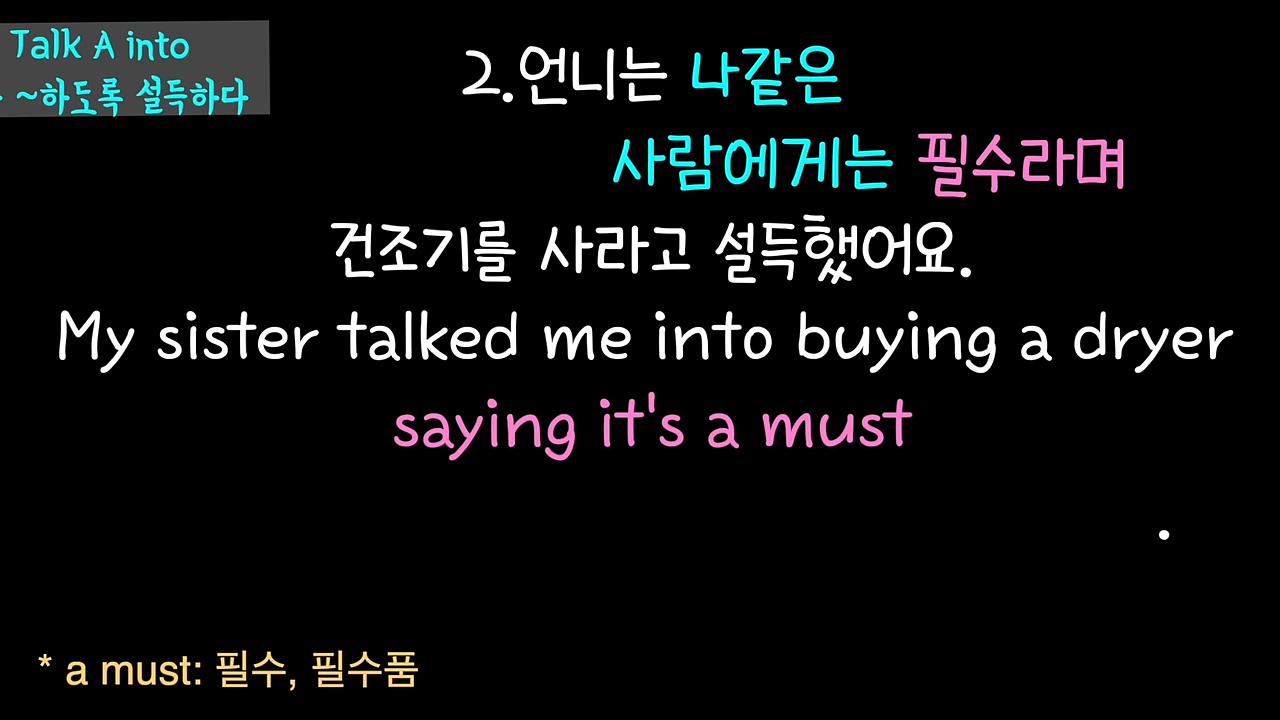 Talk A into
~하도록 설득하다
2.언니는 나같은
사람에게는 필수라며
건조기를 사라고 설득했어요.
My sister talked me into buying a dryer
saying it's a must
.
* a must: 필수, 필수품